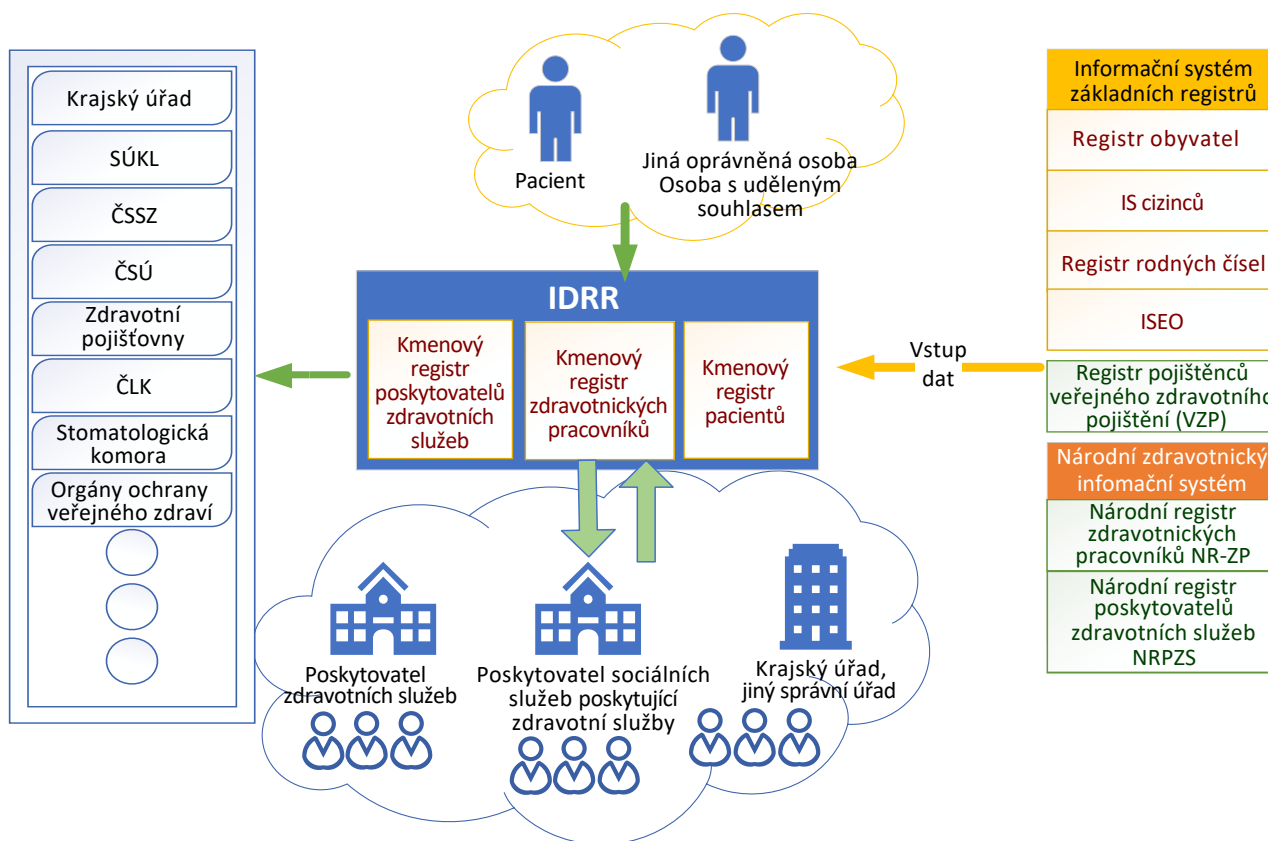 Krajský úřad
SÚKL
ČSSZ
ČSÚ
Zdravotní
pojišťovny
ČLK
Stomatologická
komora
Orgány ochrany
veřejného zdraví
Pacient
Jiná oprávněná osoba
Osoba s uděleným
souhlasem
IDRR
Kmenový
registr
poskytovatelů
zdravotních
služeb
Kmenový
registr
zdravotnických
pracovníků
Kmenový
registr
pacientů
Vstup
dat
Poskytovatel
zdravotních služeb
Poskytovatel sociálních
služeb poskytující
zdravotní služby
Krajský úřad,
jiný správní úřad
Informační systém
základních registrů
Registr obyvatel
IS cizinců
Registr rodných čísel
ISEO
Registr pojištěnců
veřejného zdravotního
pojištění (VZP)
Národní zdravotnický
infomační systém
Národní registr
zdravotnických
pracovníků NR-ZP
Národní registr
poskytovatelů
zdravotních služeb
NRPZS